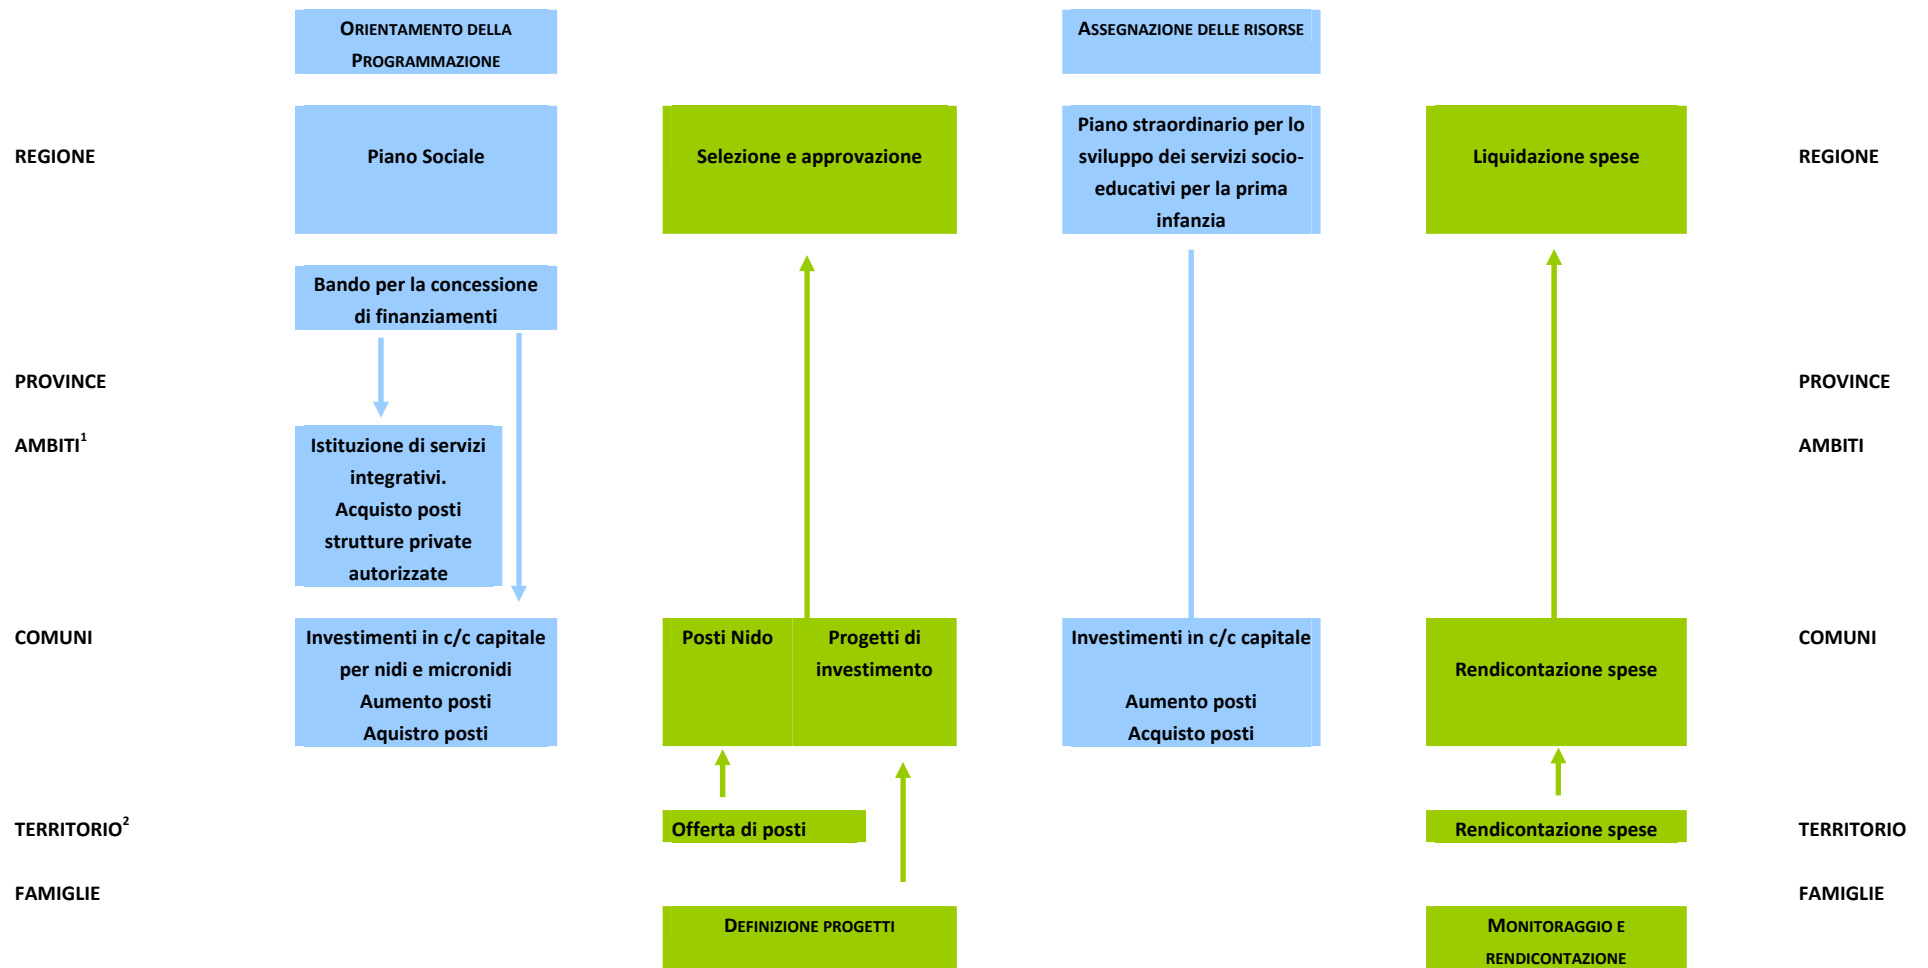 ORIENTAMENTO DELLA
PROGRAMMAZIONE
ASSEGNAZIONE DELLE RISORSE
REGIONE
Piano Sociale
Selezione e approvazione
Piano straordinario per lo
sviluppo dei servizi socio-
educativi per la prima
infanzia
Liquidazione spese
REGIONE
Bando per la concessione
di finanziamenti
PROVINCE
PROVINCE
AMBITI1
Istituzione di servizi
integrativi.
Acquisto posti
strutture private
autorizzate
AMBITI
COMUNI
Investimenti in c/c capitale
per nidi e micronidi
Aumento posti
Aquistro posti
Posti Nido
Progetti di
investimento
Investimenti in c/c capitale
Aumento posti
Acquisto posti
Rendicontazione spese
COMUNI
TERRITORIO2
Offerta di posti
Rendicontazione spese
TERRITORIO
FAMIGLIE
FAMIGLIE
DEFINIZIONE PROGETTI
MONITORAGGIO E
RENDICONTAZIONE